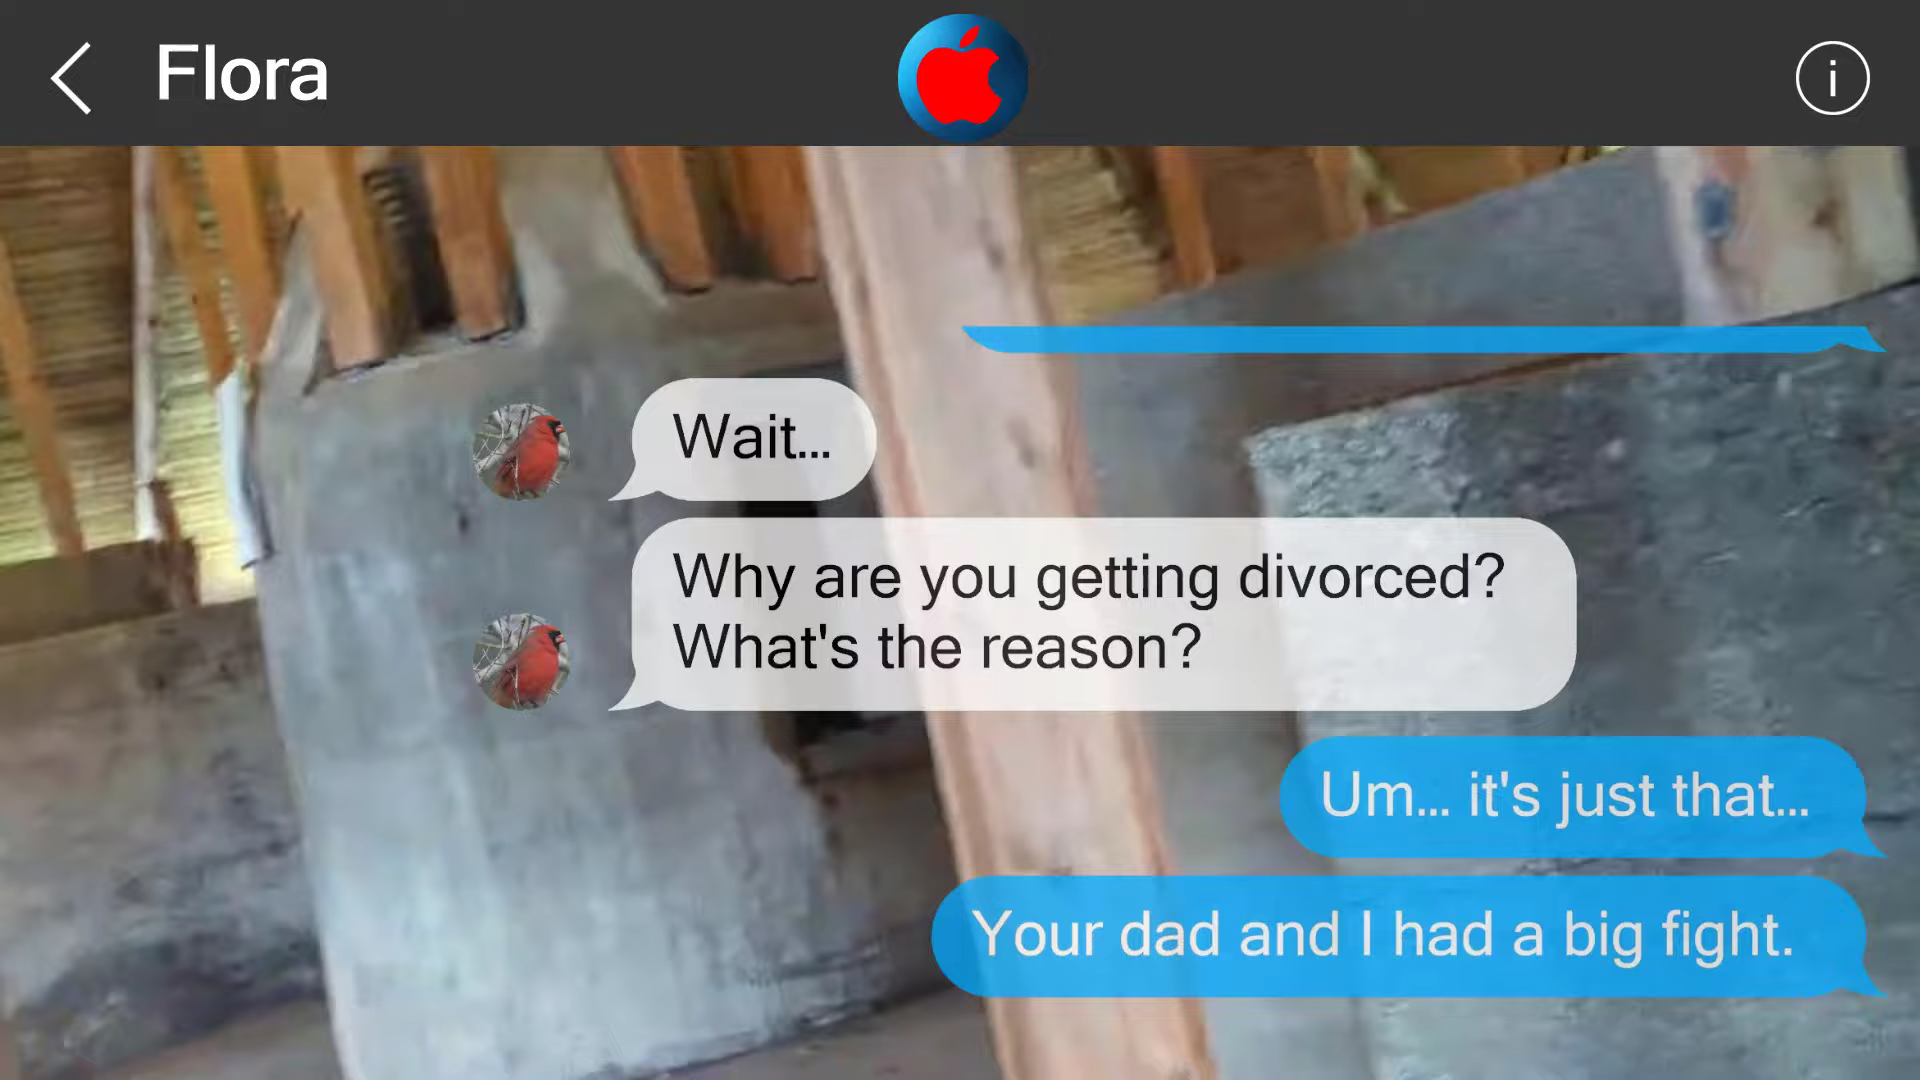 Flora
i
Wait...
Why are you getting divorced?
What's the reason?
Um... it's just that...
Your dad and I had a big fight.